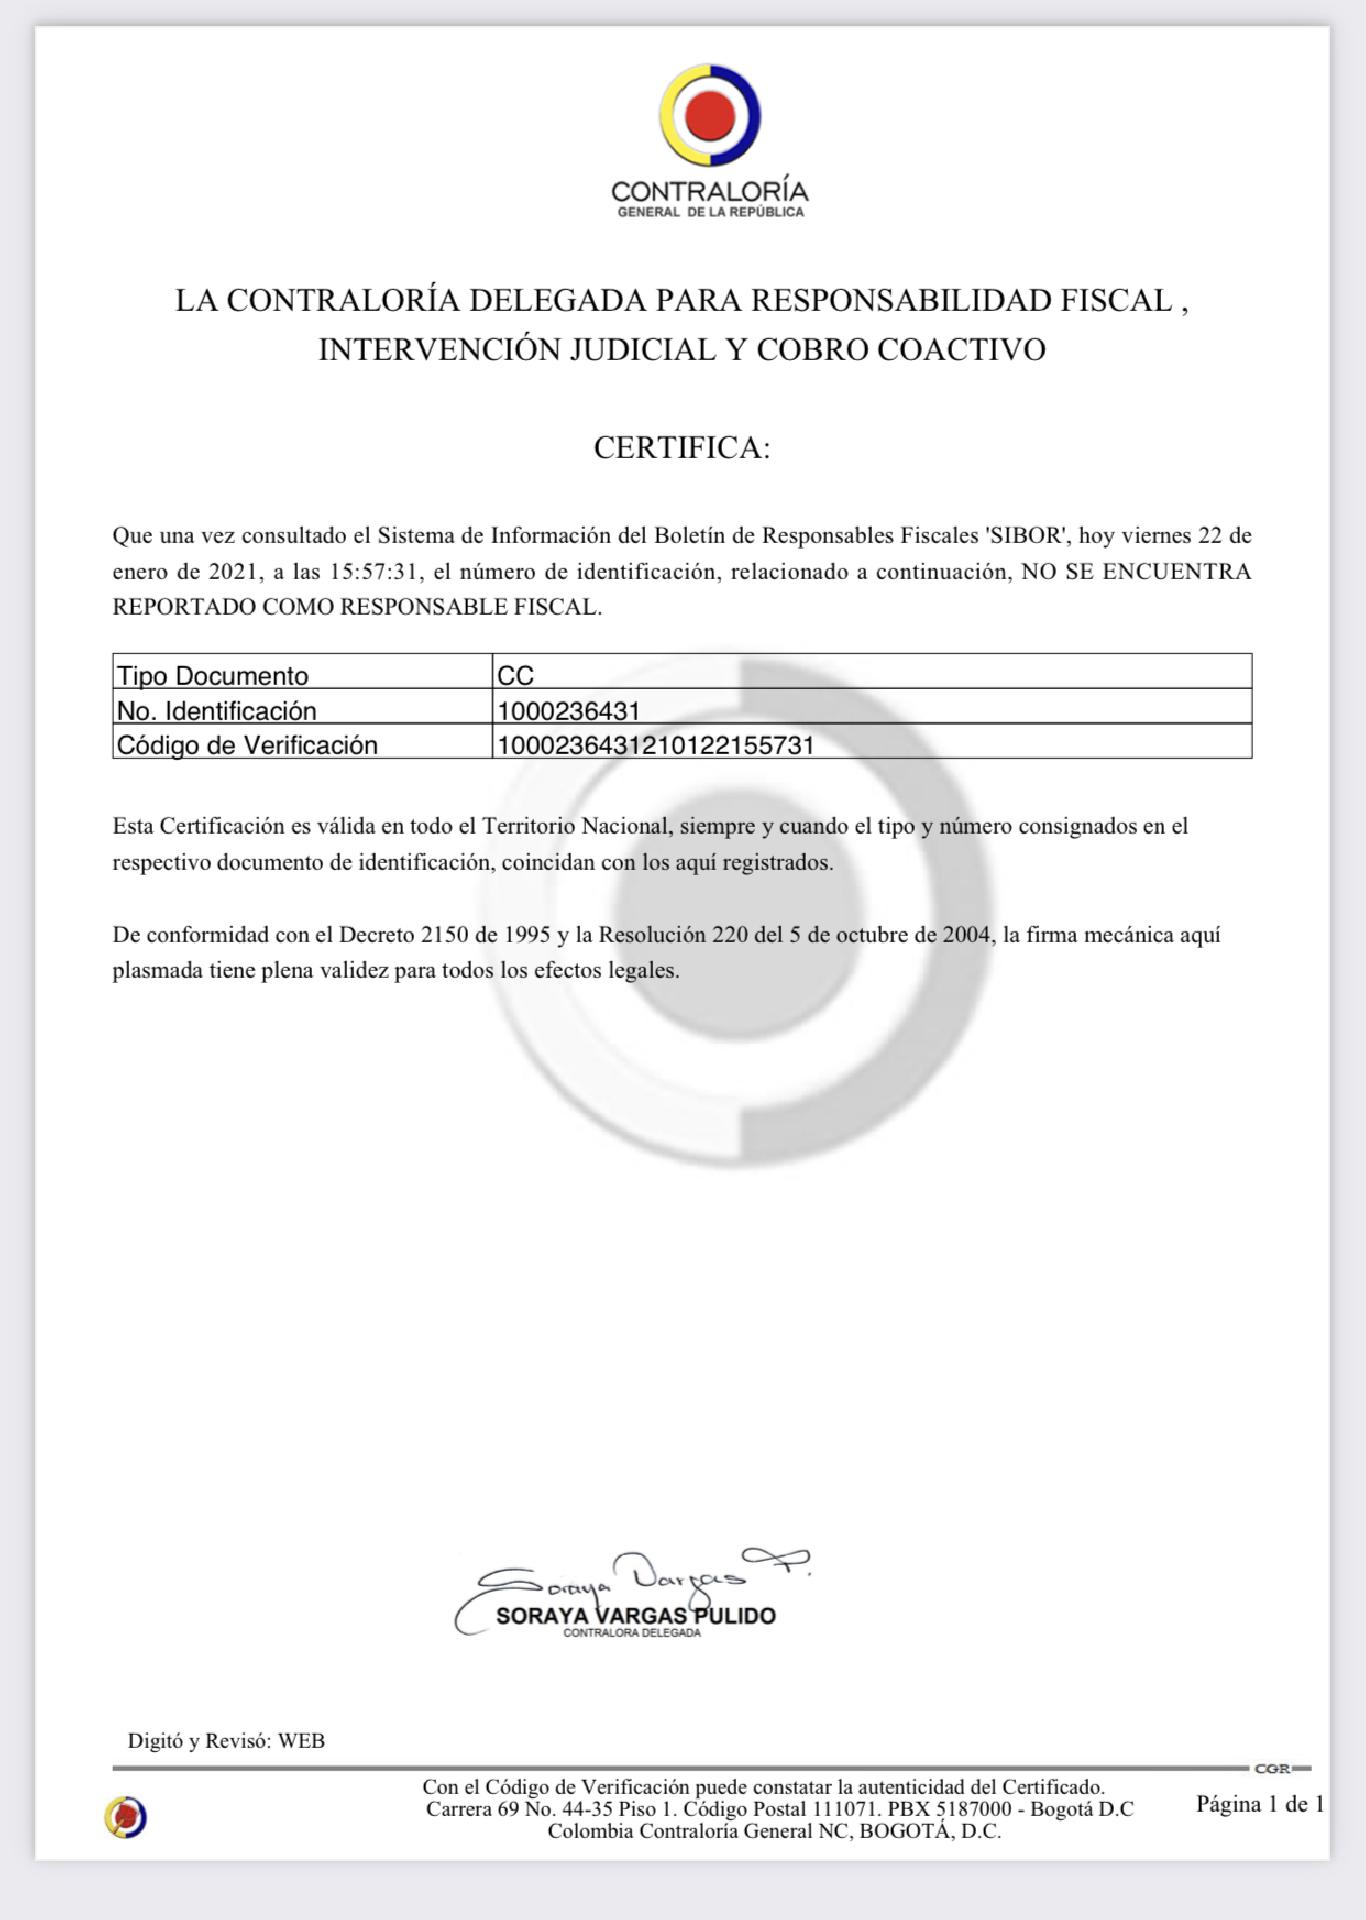 CONTRALORÍA
GENERAL DE LA REPÚBLICA
LA CONTRALORÍA DELEGADA PARA RESPONSABILIDAD FISCAL ,
INTERVENCIÓN JUDICIAL Y COBRO COACTIVO
CERTIFICA:
Que una vez consultado el Sistema de Información del Boletín de Responsables Fiscales 'SIBOR', hoy viernes 22 de
enero de 2021, a las 15:57:31, el número de identificación, relacionado a continuación, NO SE ENCUENTRA
REPORTADO COMO RESPONSABLE FISCAL.
Tipo Documento CC
No. Identificación 1000236431
Código de Verificación 1000236431210122155731
Esta Certificación es válida en todo el Territorio Nacional, siempre y cuando el tipo y número consignados en el
respectivo documento de identificación, coincidan con los aquí registrados.
De conformidad con el Decreto 2150 de 1995 y la Resolución 220 del 5 de octubre de 2004, la firma mecánica aquí
plasmada tiene plena validez para todos los efectos legales.
Soraya Vargas P.
SORAYA VARGAS PULIDO
CONTRALORA DELEGADA
Digitó y Revisó: WEB
CGR
Con el Código de Verificación puede constatar la autenticidad del Certificado.
Carrera 69 No. 44-35 Piso 1. Código Postal 111071. PBX 5187000 - Bogotá D.C
Colombia Contraloría General NC, BOGOTÁ, D.C.
Página 1 de 1